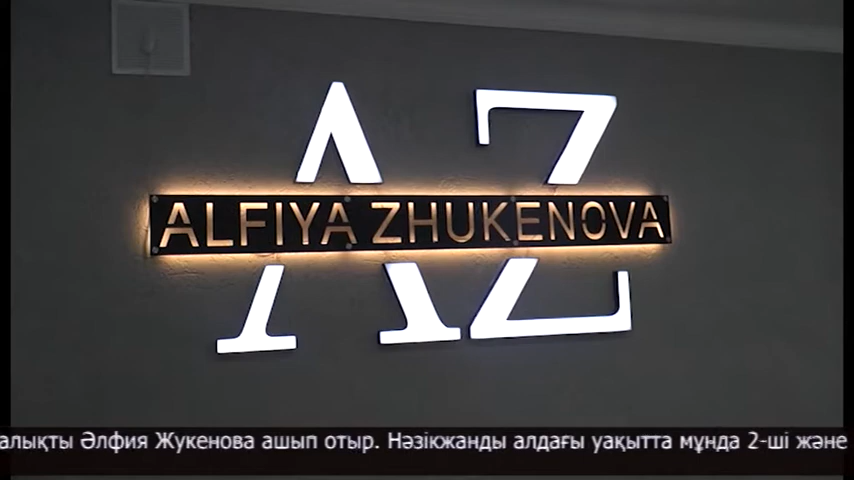 AZ
ALFIYA ZHUKENOVA
алықты Әлфия Жукенова ашып отыр. Нәзікжанды алдағы уақытта мұнда 2-ші және